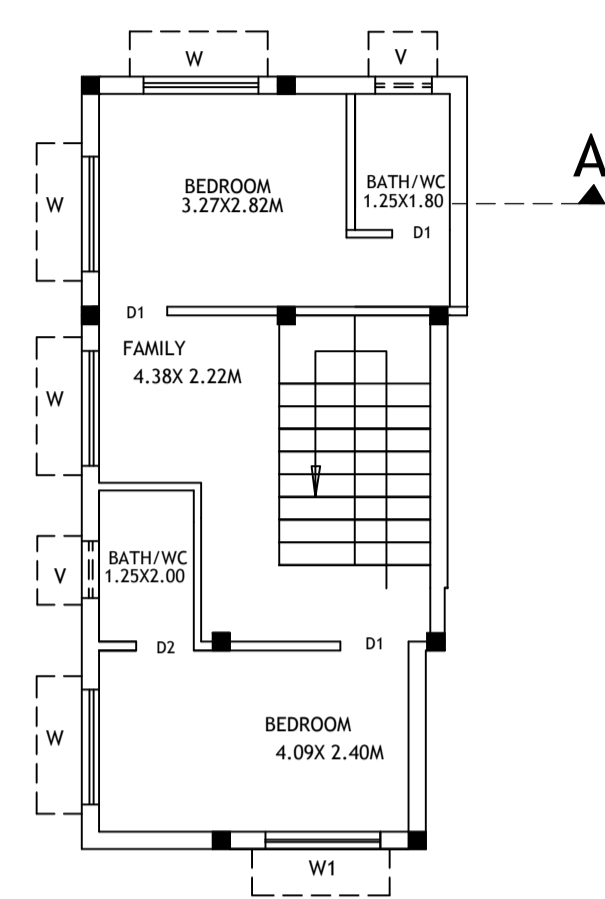 W
V
A
BEDROOM
3.27X2.82M
BATH/WC
1.25X1.80
W
D1
D1
FAMILY
4.38X 2.22M
W
BATH/WC
1.25X2.00
V
D2
D1
BEDROOM
4.09X 2.40M
W
W1